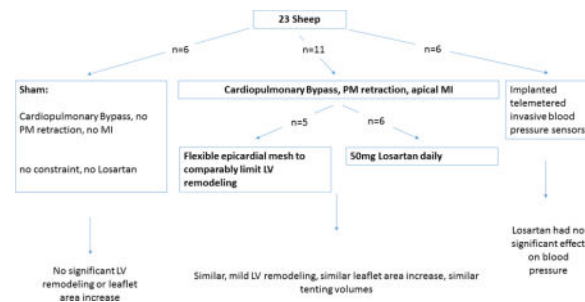 23 Sheep
n=6
n=11
n=6
Sham:
Cardiopulmonary Bypass, no
PM retraction, no MI
no constraint, no Losartan
Cardiopulmonary Bypass, PM retraction, apical MI
n=5
n=6
Flexible epicardial mesh to
comparably limit LV
remodeling
50mg Losartan daily
Implanted
telemetered
invasive blood
pressure sensors
No significant LV
remodeling or leaflet
area increase
Similar, mild LV remodeling, similar leaflet area increase, similar
tenting volumes
Losartan had no
significant effect
on blood
pressure